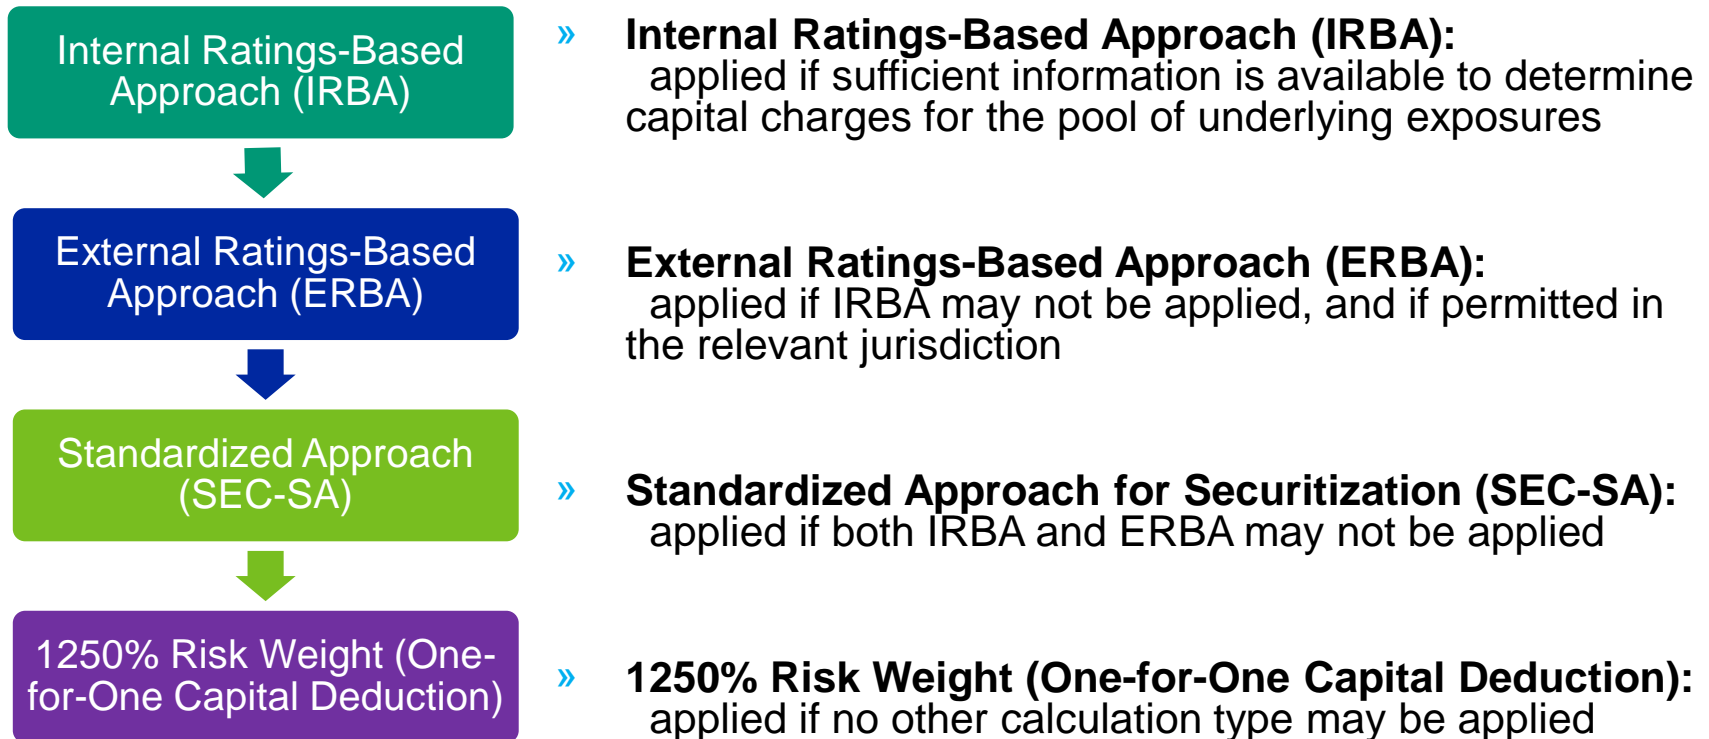 Internal Ratings-Based
Approach (IRBA)
» Internal Ratings-Based Approach (IRBA):
applied if sufficient information is available to determine
capital charges for the pool of underlying exposures
External Ratings-Based
Approach (ERBA)
» External Ratings-Based Approach (ERBA):
applied if IRBA may not be applied, and if permitted in
the relevant jurisdiction
Standardized Approach
(SEC-SA)
» Standardized Approach for Securitization (SEC-SA):
applied if both IRBA and ERBA may not be applied
1250% Risk Weight (One-
for-One Capital Deduction)
» 1250% Risk Weight (One-for-One Capital Deduction):
applied if no other calculation type may be applied